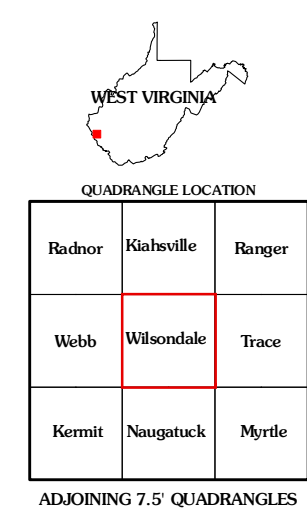 WEST VIRGINIA
QUADRANGLE LOCATION
Radnor Kiahsville Ranger
Webb Wilsondale Trace
Kermit Naugatuck Myrtle
ADJOINING 7.5' QUADRANGLES